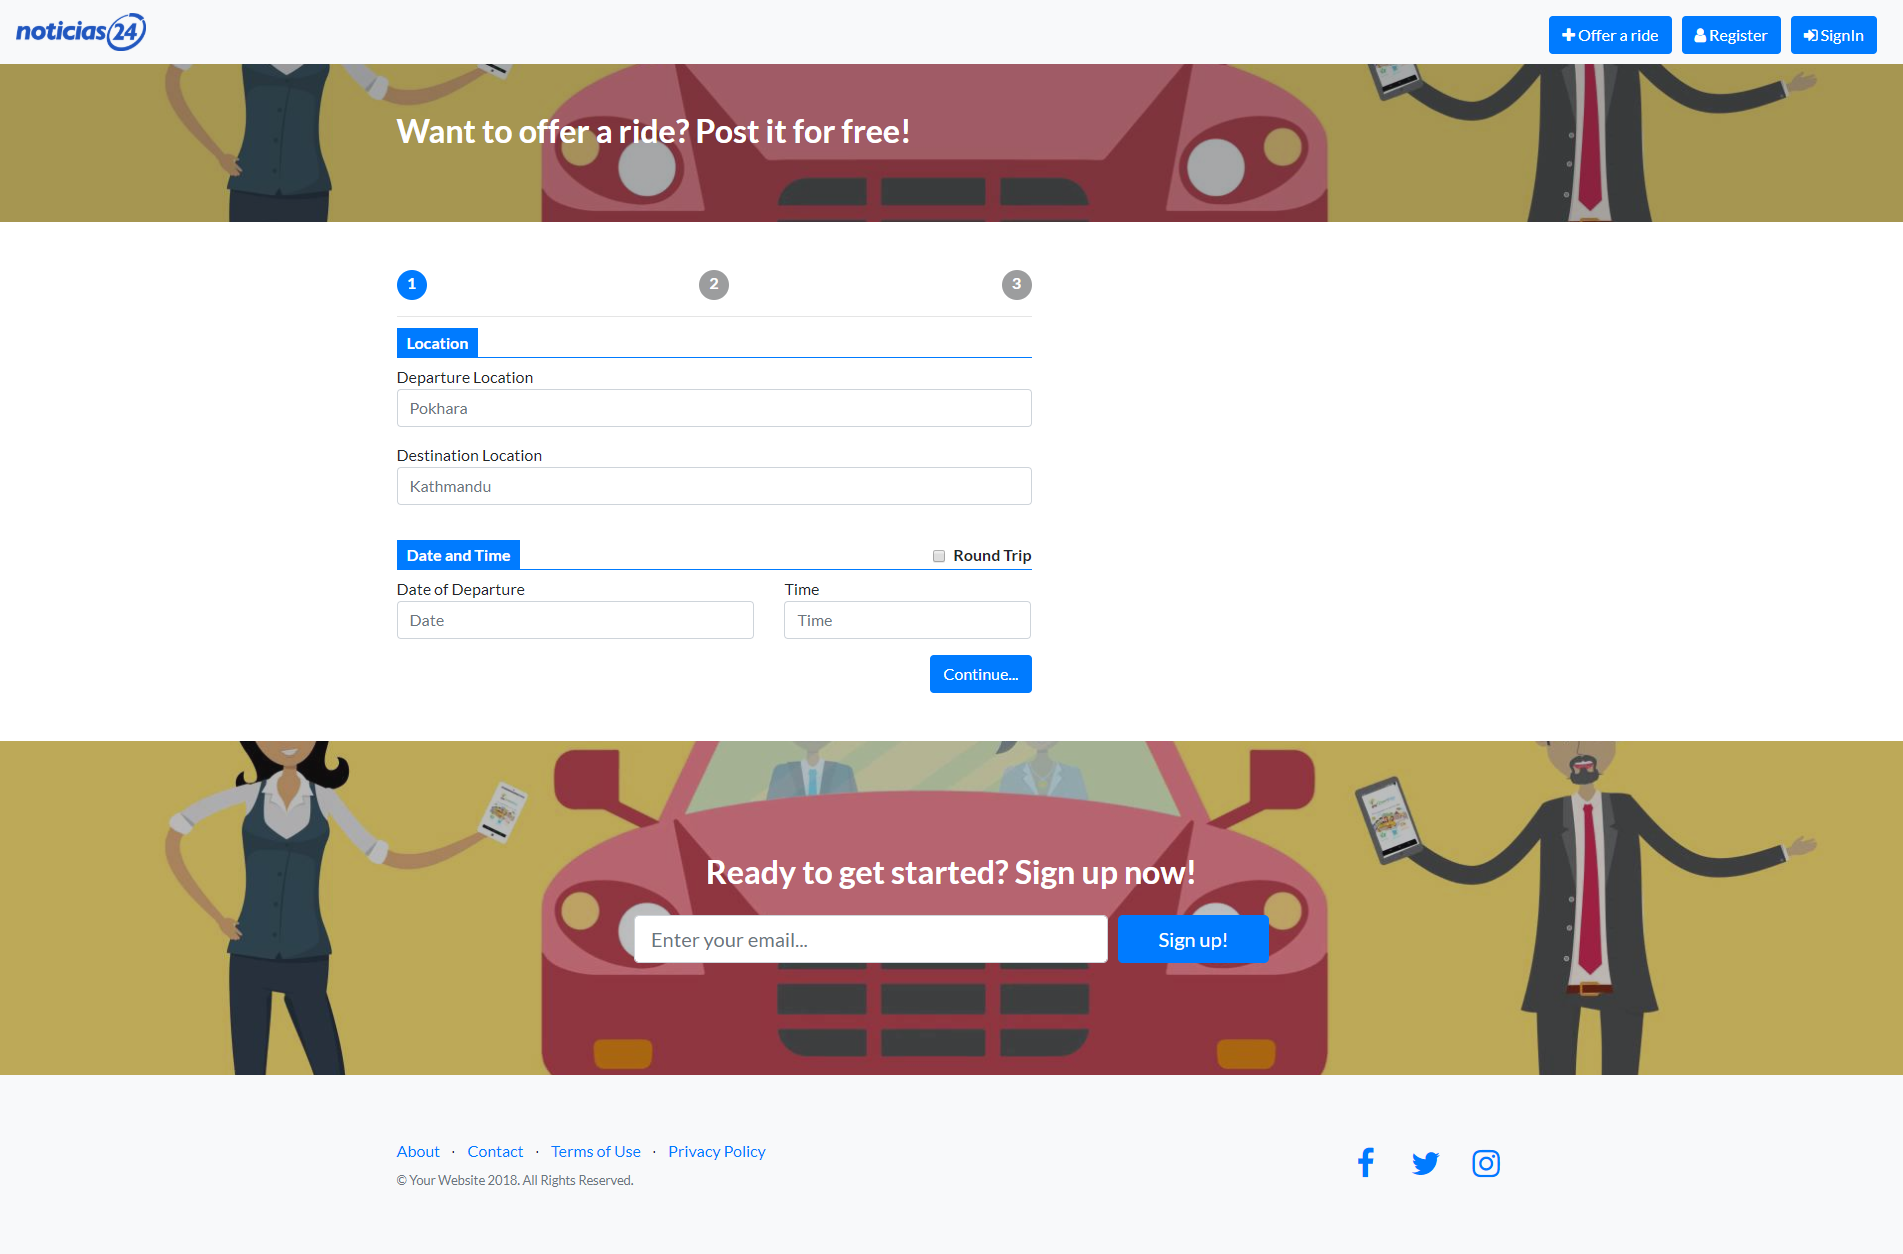 noticias24
Offer a ride
Register
SignIn
Want to offer a ride? Post it for free!
1
2
3
Location
Departure Location
Pokhara
Destination Location
Kathmandu
Date and Time
Round Trip
Date of Departure
Time
Date
Time
Continue...
Ready to get started? Sign up now!
Enter your email...
Sign up!
About · Contact · Terms of Use · Privacy Policy
© Your Website 2018. All Rights Reserved.